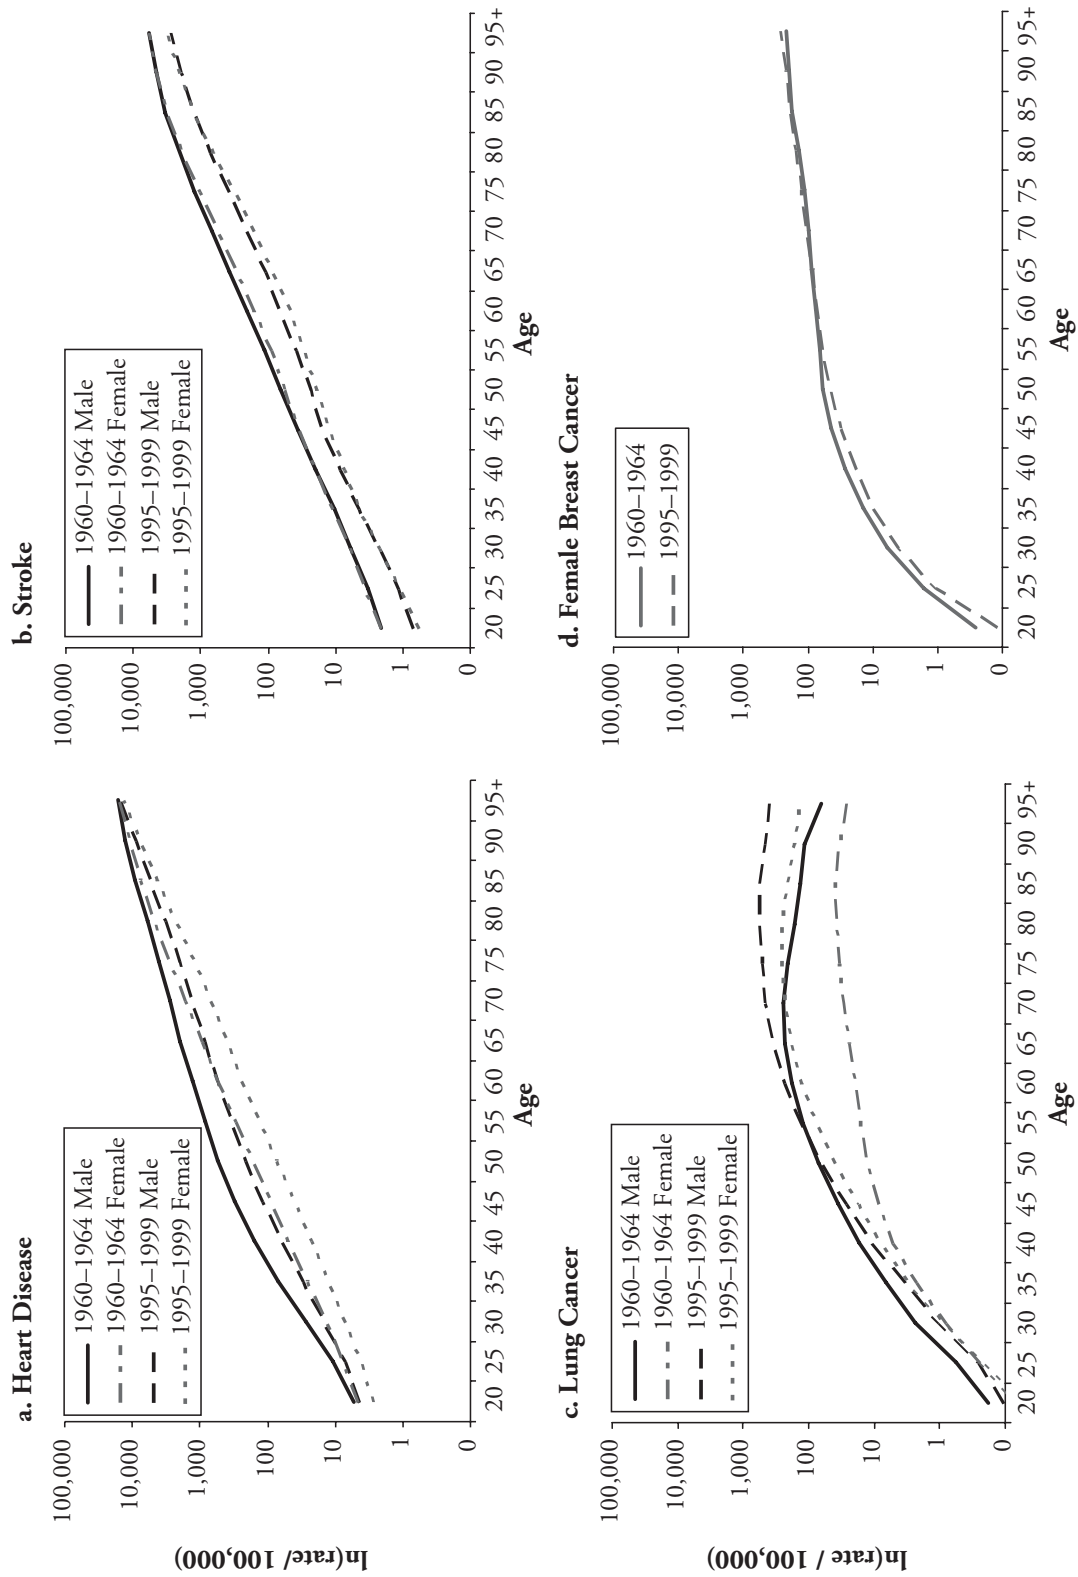 a. Heart Disease
1960–1964 Male
1960–1964 Female
1995–1999 Male
1995–1999 Female
ln(rate/ 100,000)
100,000
10,000
1,000
100
10
1
0
20 25 30 35 40 45 50 55 60 65 70 75 80 85 90 95+
Age
b. Stroke
1960–1964 Male
1960–1964 Female
1995–1999 Male
1995–1999 Female
100,000
10,000
1,000
100
10
1
0
20 25 30 35 40 45 50 55 60 65 70 75 80 85 90 95+
Age
c. Lung Cancer
1960–1964 Male
1960–1964 Female
1995–1999 Male
1995–1999 Female
ln(rate / 100,000)
100,000
10,000
1,000
100
10
1
0
20 25 30 35 40 45 50 55 60 65 70 75 80 85 90 95+
Age
d. Female Breast Cancer
1960–1964
1995–1999
100,000
10,000
1,000
100
10
1
0
20 25 30 35 40 45 50 55 60 65 70 75 80 85 90 95+
Age